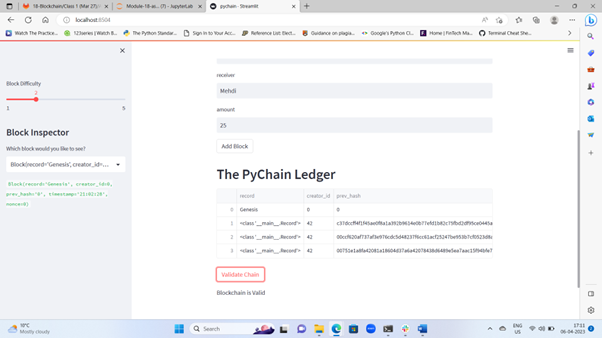 18-Blockchain/Class 1 (Mar 27) · 
Module-18-as... (7) - JupyterLab
pychain · Streamlit
localhost:8504
Watch The Practice...
123series | Watch B...
The Python Standar...
Sign In to Your Acc...
Reference List: Elect...
Guidance on plagia...
Google's Python Cl...
Home | FinTech Ma...
Terminal Cheat She...
Block Difficulty
2
1
5
Block Inspector
Which block would you like to see?
Block(record='Genesis', creator_id=...
Block(record='Genesis', creator_id=0,
prev_hash='0', timestamp='21:02:28',
nonce=0)
receiver
Mehdi
amount
25
Add Block
The PyChain Ledger
record creator_id prev_hash
0 Genesis 0 0
1 <class '__main__.Record'> 42
2 <class '__main__.Record'> 42
3 <class '__main__.Record'> 42
Validate Chain
Blockchain is Valid
10°C
Mostly cloudy
Search
ENG
US
17:11
06-04-2023